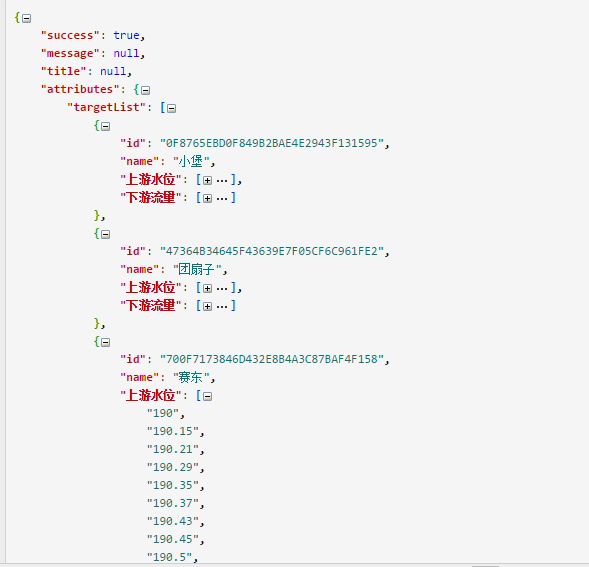 {
"success": true,
"message": null,
"title": null,
"attributes": {
"targetList": [
{
"id": "0F8765EBD0F849B2BAE4E2943F131595",
"name": "小堡",
"上游水位": [ ... ],
"下游流量": [ ... ]
},
{
"id": "47364B34645F43639E7F05CF6C961FE2",
"name": "团扇子",
"上游水位": [ ... ],
"下游流量": [ ... ]
},
{
"id": "700F7173846D432E8B4A3C87BAF4F158",
"name": "赛东",
"上游水位": [
"190",
"190.15",
"190.21",
"190.29",
"190.35",
"190.37",
"190.43",
"190.45",
"190.5",